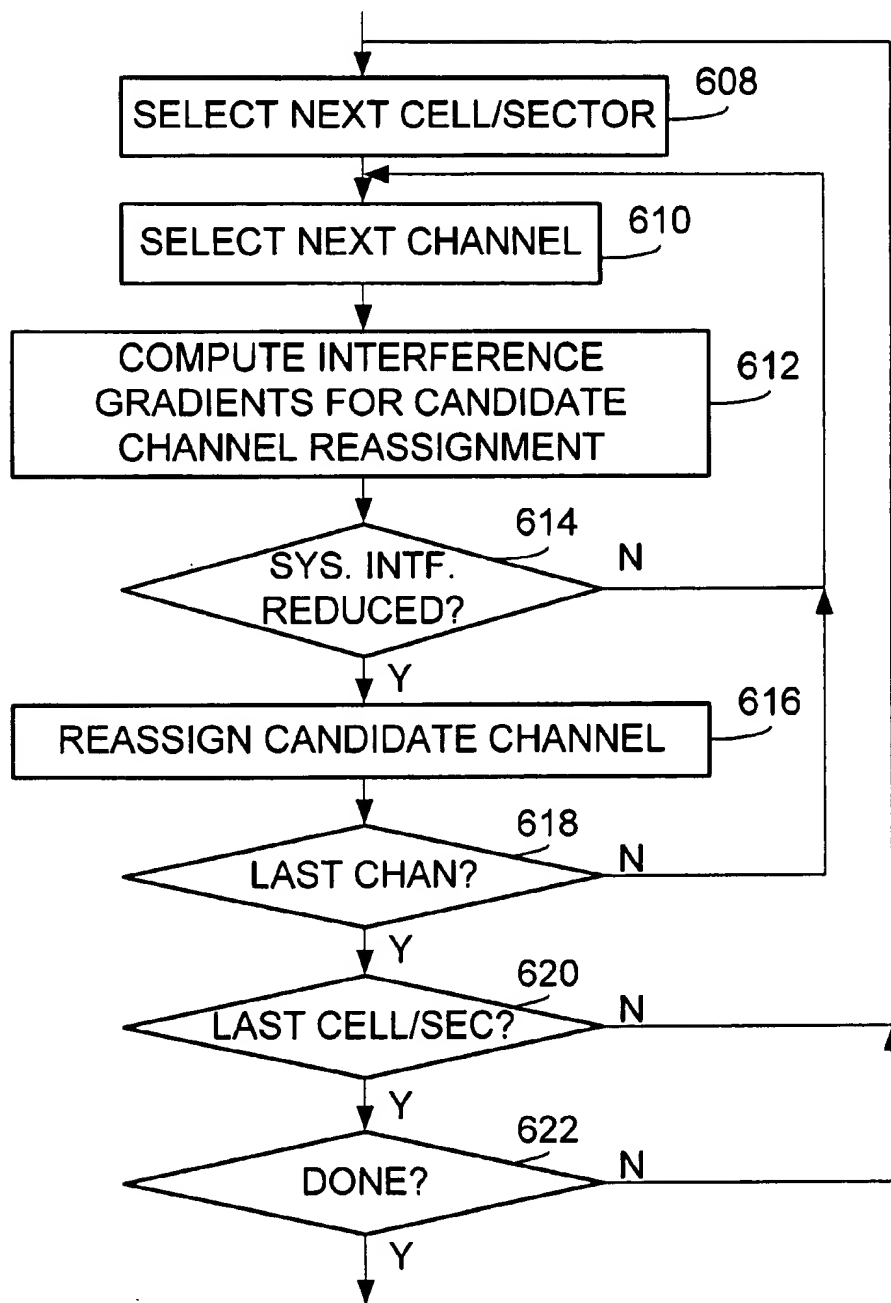 608
SELECT NEXT CELL/SECTOR
610
SELECT NEXT CHANNEL
COMPUTE INTERFERENCE
GRADIENTS FOR CANDIDATE
CHANNEL REASSIGNMENT
612
614
SYS. INTF.
REDUCED?
N
Y
616
REASSIGN CANDIDATE CHANNEL
618
LAST CHAN?
N
Y
620
LAST CELL/SEC?
N
Y
622
DONE?
N
Y